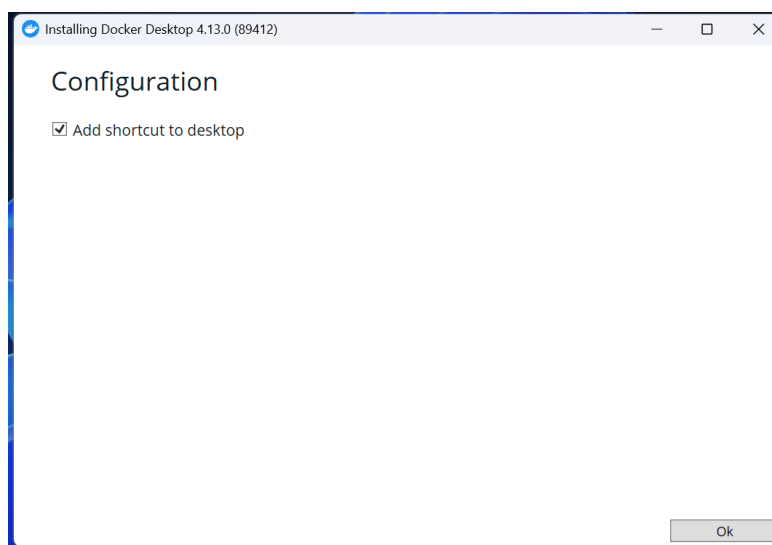 Installing Docker Desktop 4.13.0 (89412)
Configuration
Add shortcut to desktop
Ok